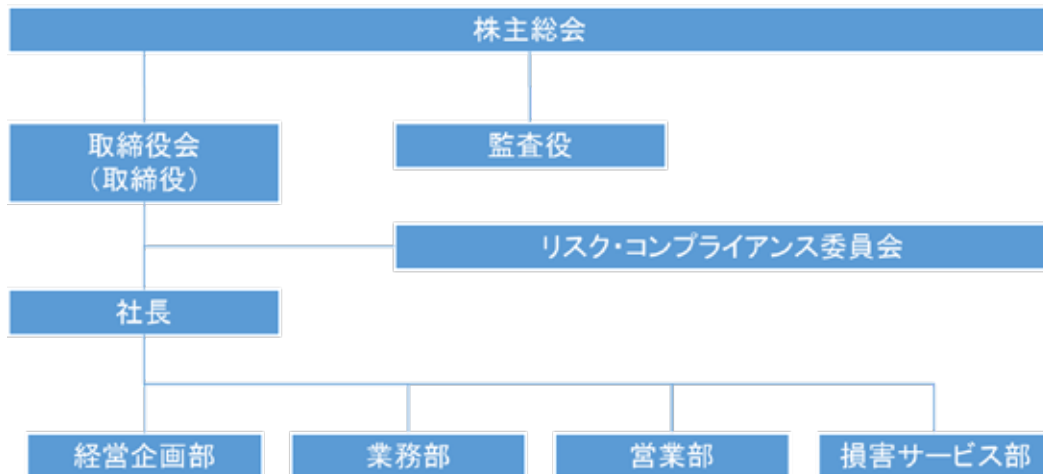 株主総会
取締役会
（取締役）
監査役
リスク・コンプライアンス委員会
社長
経営企画部
業務部
営業部
損害サービス部